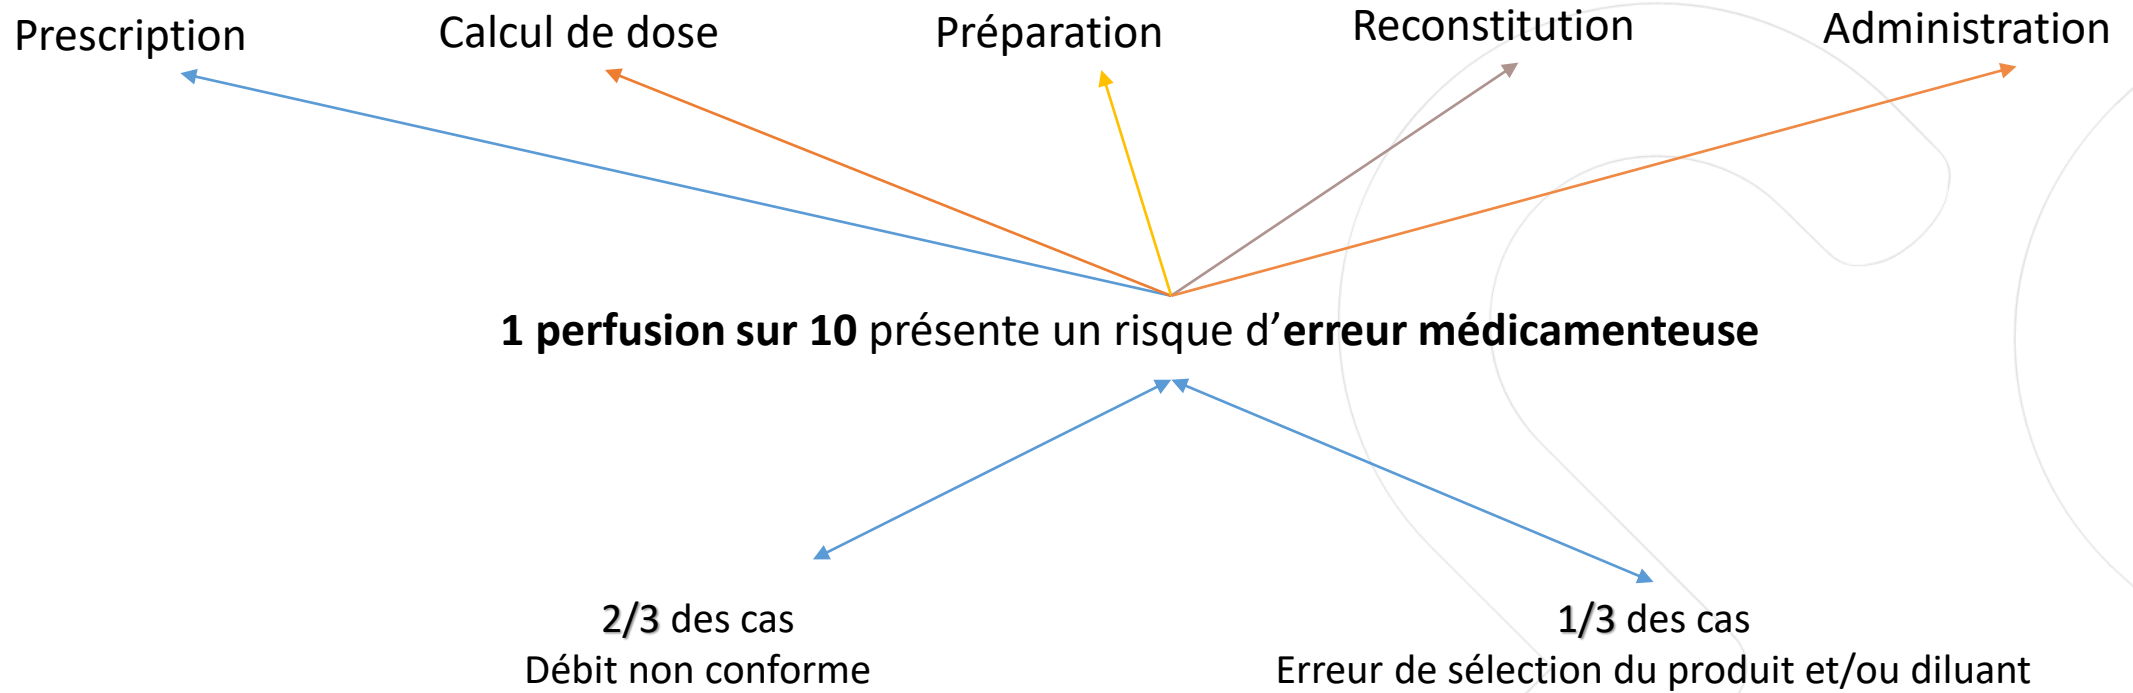 Prescription
Calcul de dose
Préparation
Reconstitution
Administration
1 perfusion sur 10 présente un risque d’erreur médicamenteuse
2/3 des cas
Débit non conforme
1/3 des cas
Erreur de sélection du produit et/ou diluant